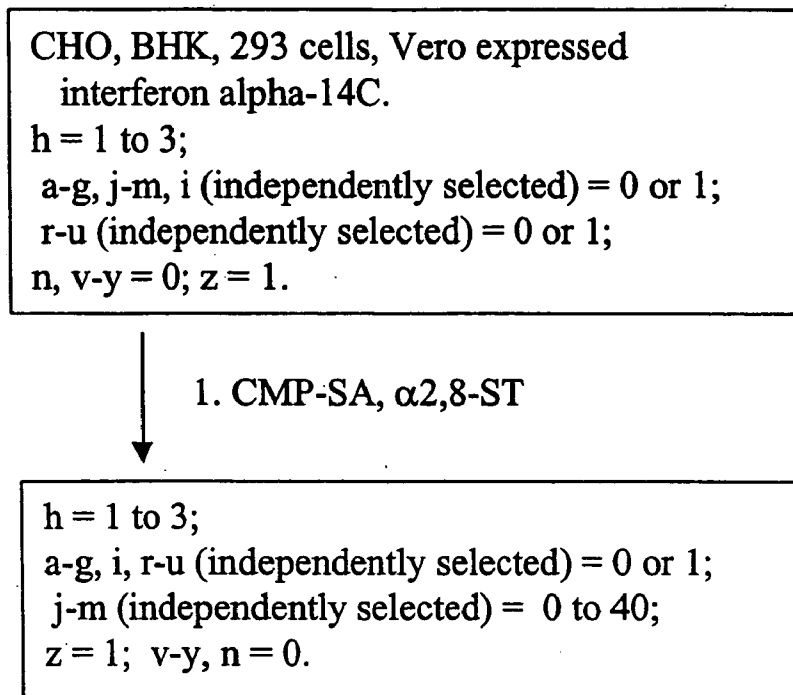 CHO, BHK, 293 cells, Vero expressed
interferon alpha-14C.
h = 1 to 3;
a-g, j-m, i (independently selected) = 0 or 1;
r-u (independently selected) = 0 or 1;
n, v-y = 0; z = 1.
1. CMP-SA, α2,8-ST
h = 1 to 3;
a-g, i, r-u (independently selected) = 0 or 1;
j-m (independently selected) = 0 to 40;
z = 1; v-y, n = 0.